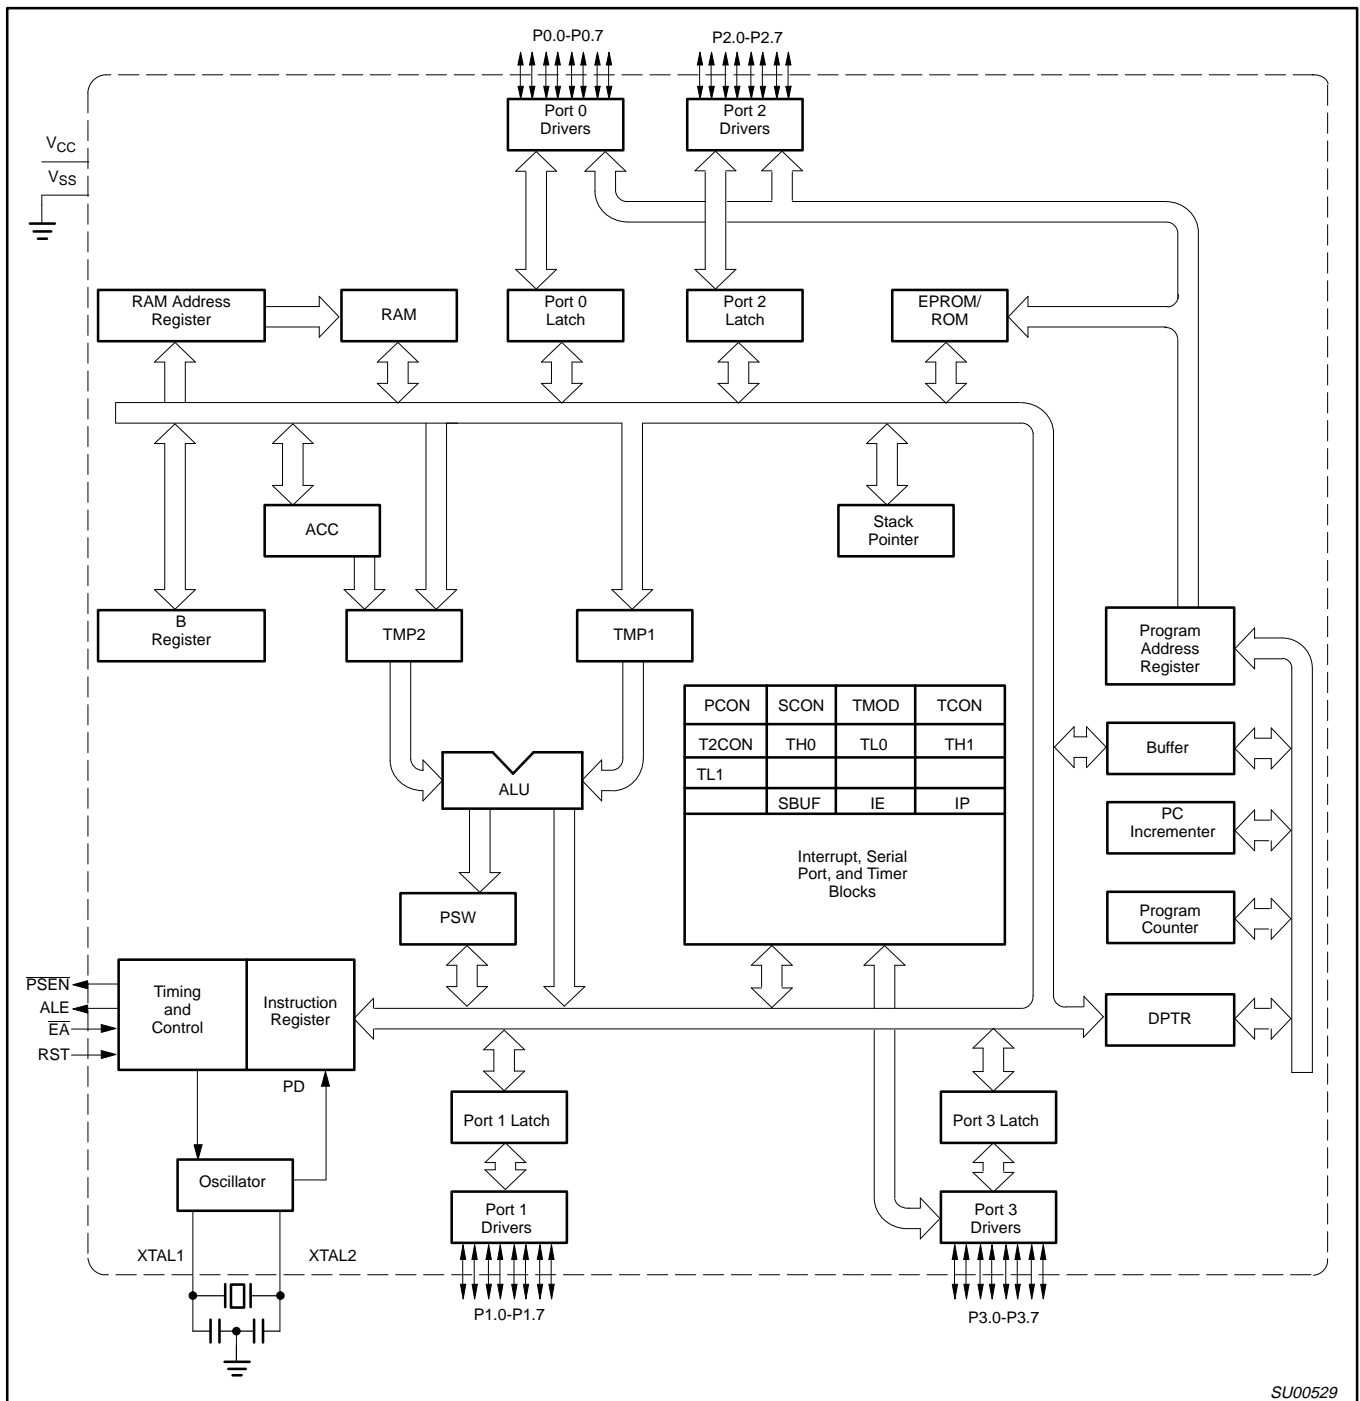 P0.0-P0.7
P2.0-P2.7
Port 0
Drivers
Port 2
Drivers
VCC
VSS
RAM Address
Register
RAM
Port 0
Latch
Port 2
Latch
EPROM/
ROM
ACC
Stack
Pointer
B
Register
TMP2
TMP1
Program
Address
Register
PCON SCON TMOD TCON
T2CON TH0 TL0 TH1
TL1
SBUF IE IP
Interrupt, Serial
Port, and Timer
Blocks
Buffer
ALU
PC
Incrementer
PSW
Program
Counter
PSEN
ALE
EA
RST
Timing
and
Control
Instruction
Register
DPTR
PD
Port 1 Latch
Port 3 Latch
Oscillator
Port 1
Drivers
Port 3
Drivers
XTAL1
XTAL2
P1.0-P1.7
P3.0-P3.7
SU00529